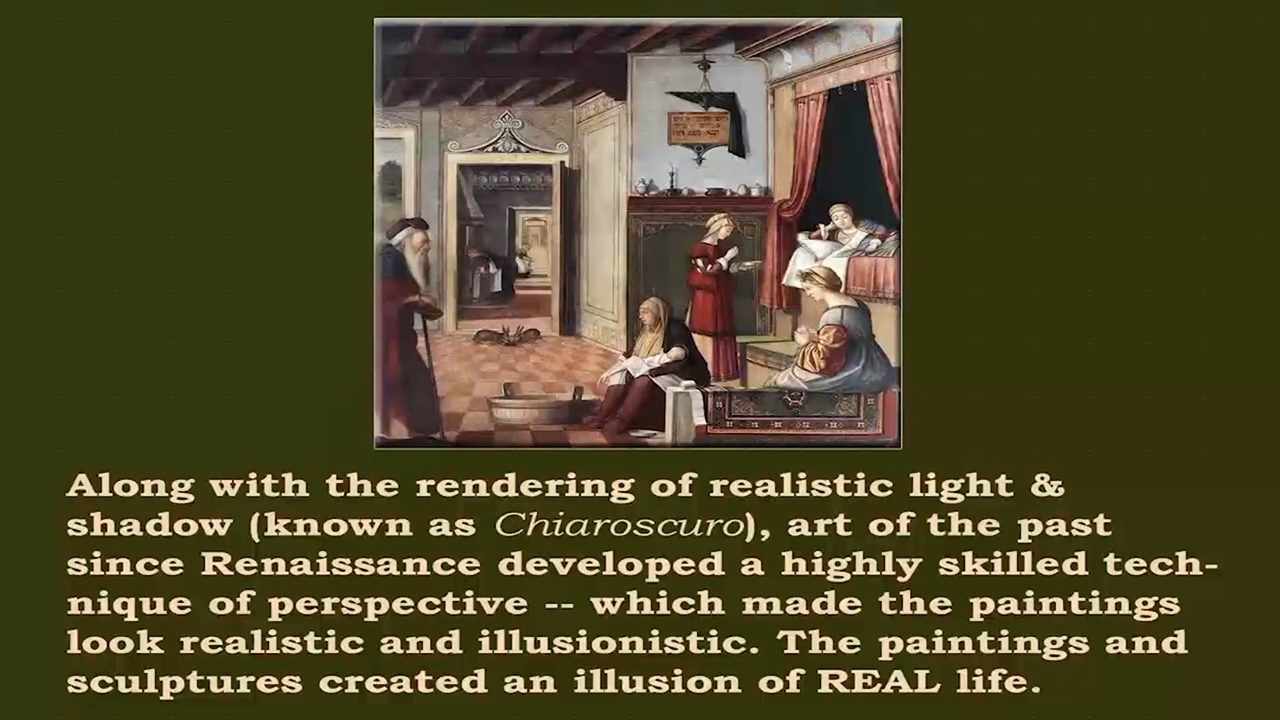 Along with the rendering of realistic light &
shadow (known as Chiaroscuro), art of the past
since Renaissance developed a highly skilled tech-
nique of perspective -- which made the paintings
look realistic and illusionistic. The paintings and
sculptures created an illusion of REAL life.